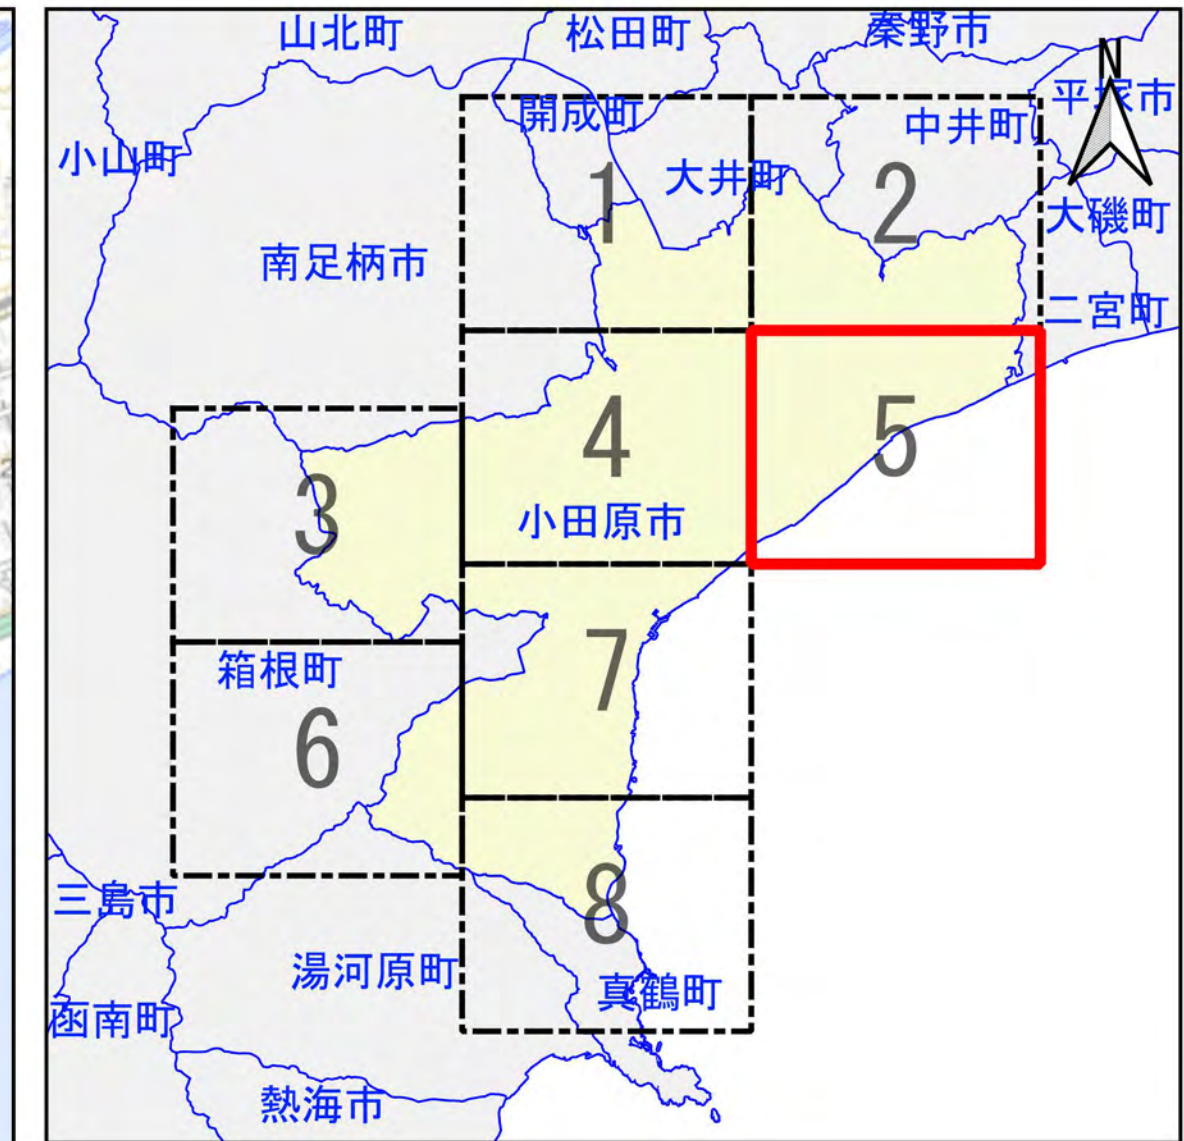 山北町
松田町
秦野市
N
平塚市
開成町
中井町
小山町
大井町
1
2
大磯町
南足柄市
二宮町
4
5
3
小田原市
7
箱根町
6
三島市
8
湯河原町
真鶴町
函南町
熱海市